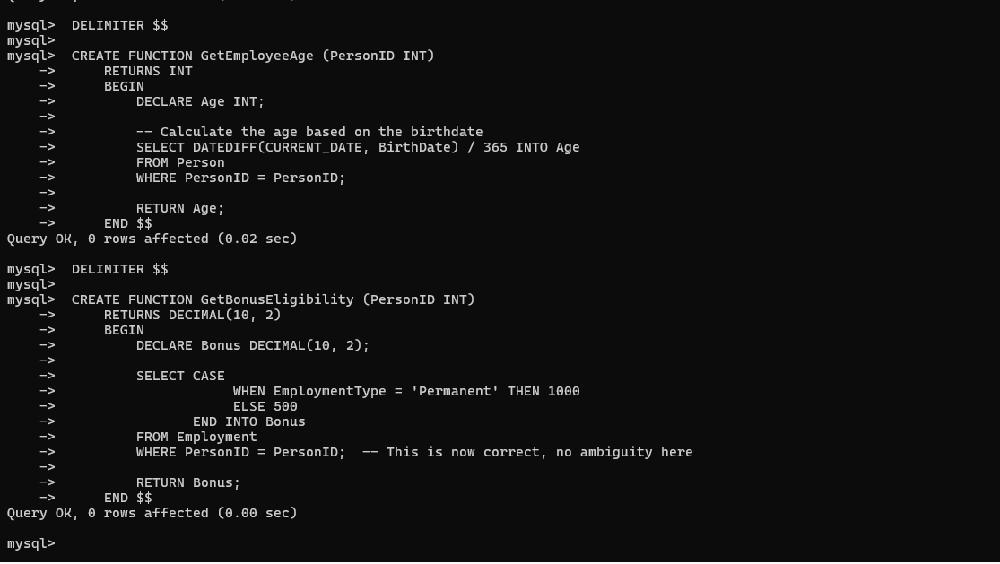 mysql>  DELIMITER $$
mysql>
mysql>  CREATE FUNCTION GetEmployeeAge (PersonID INT)
    ->      RETURNS INT
    ->      BEGIN
    ->          DECLARE Age INT;
    ->
    ->          -- Calculate the age based on the birthdate
    ->          SELECT DATEDIFF(CURRENT_DATE, BirthDate) / 365 INTO Age
    ->          FROM Person
    ->          WHERE PersonID = PersonID;
    ->
    ->          RETURN Age;
    ->      END $$
Query OK, 0 rows affected (0.02 sec)

mysql>  DELIMITER $$
mysql>
mysql>  CREATE FUNCTION GetBonusEligibility (PersonID INT)
    ->      RETURNS DECIMAL(10, 2)
    ->      BEGIN
    ->          DECLARE Bonus DECIMAL(10, 2);
    ->
    ->          SELECT CASE
    ->                      WHEN EmploymentType = 'Permanent' THEN 1000
    ->                      ELSE 500
    ->                 END INTO Bonus
    ->          FROM Employment
    ->          WHERE PersonID = PersonID;  -- This is now correct, no ambiguity here
    ->
    ->          RETURN Bonus;
    ->      END $$
Query OK, 0 rows affected (0.00 sec)

mysql>